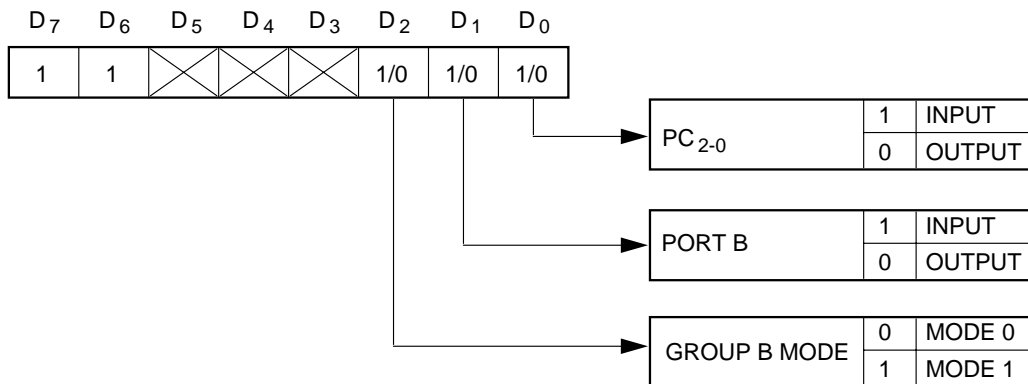 D7 D6 D5 D4 D3 D2 D1 D0
1 1 1/0 1/0 1/0
PC2-0 1 INPUT
0 OUTPUT
PORT B 1 INPUT
0 OUTPUT
GROUP B MODE 0 MODE 0
1 MODE 1